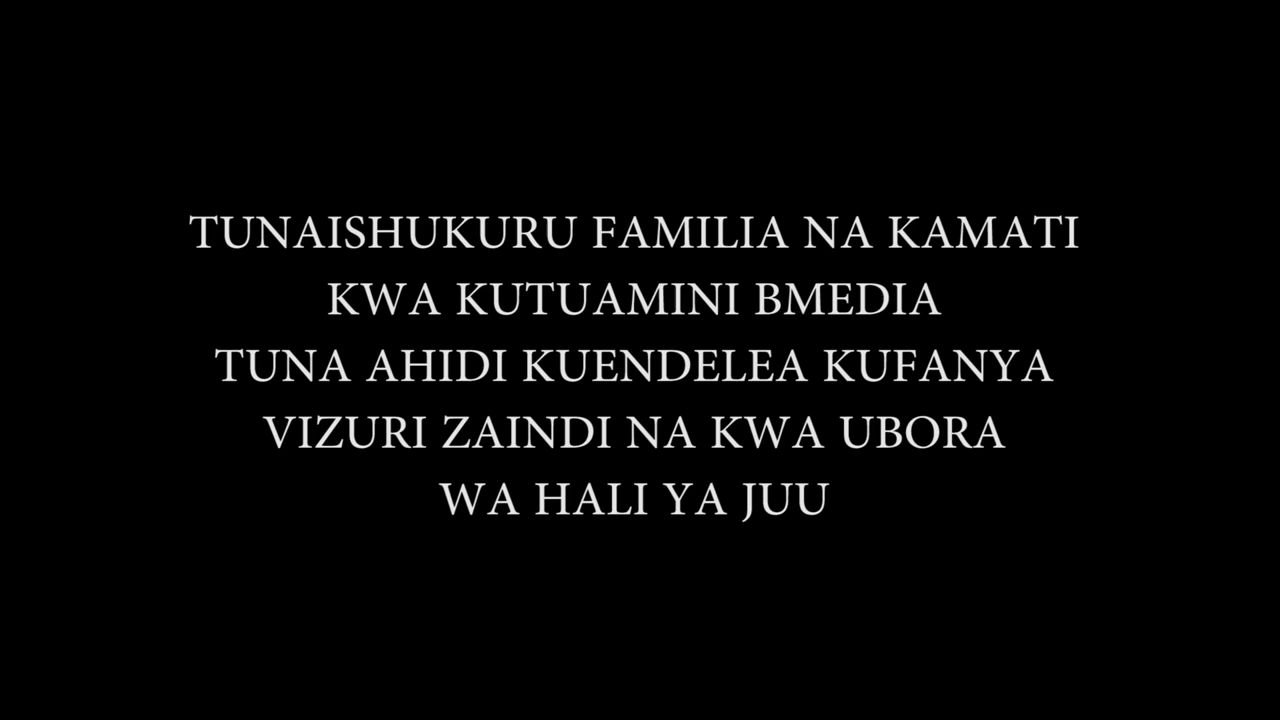 TUNAISHUKURU FAMILIA NA KAMATI
KWA KUTUAMINI BMEDIA
TUNA AHIDI KUENDELEA KUFANYA
VIZURI ZAINDI NA KWA UBORA
WA HALI YA JUU